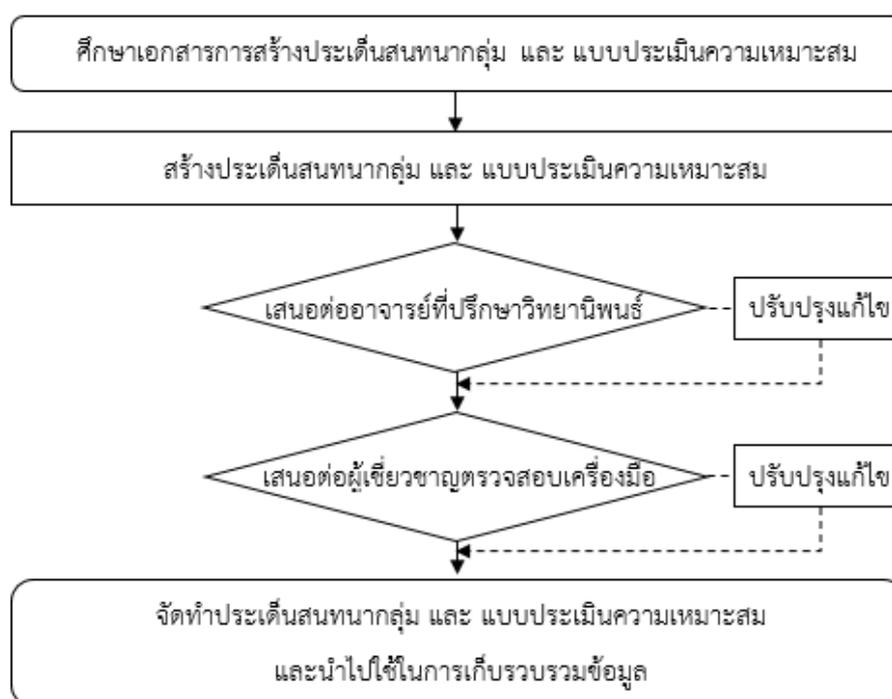 ศึกษาเอกสารการสร้างประเด็นสนทนากลุ่ม และ แบบประเมินความเหมาะสม
สร้างประเด็นสนทนากลุ่ม และ แบบประเมินความเหมาะสม
เสนอต่ออาจารย์ที่ปรึกษาวิทยานิพนธ์
ปรับปรุงแก้ไข
เสนอต่อผู้เชี่ยวชาญตรวจสอบเครื่องมือ
ปรับปรุงแก้ไข
จัดทำประเด็นสนทนากลุ่ม และ แบบประเมินความเหมาะสม
และนำไปใช้ในการเก็บรวบรวมข้อมูล